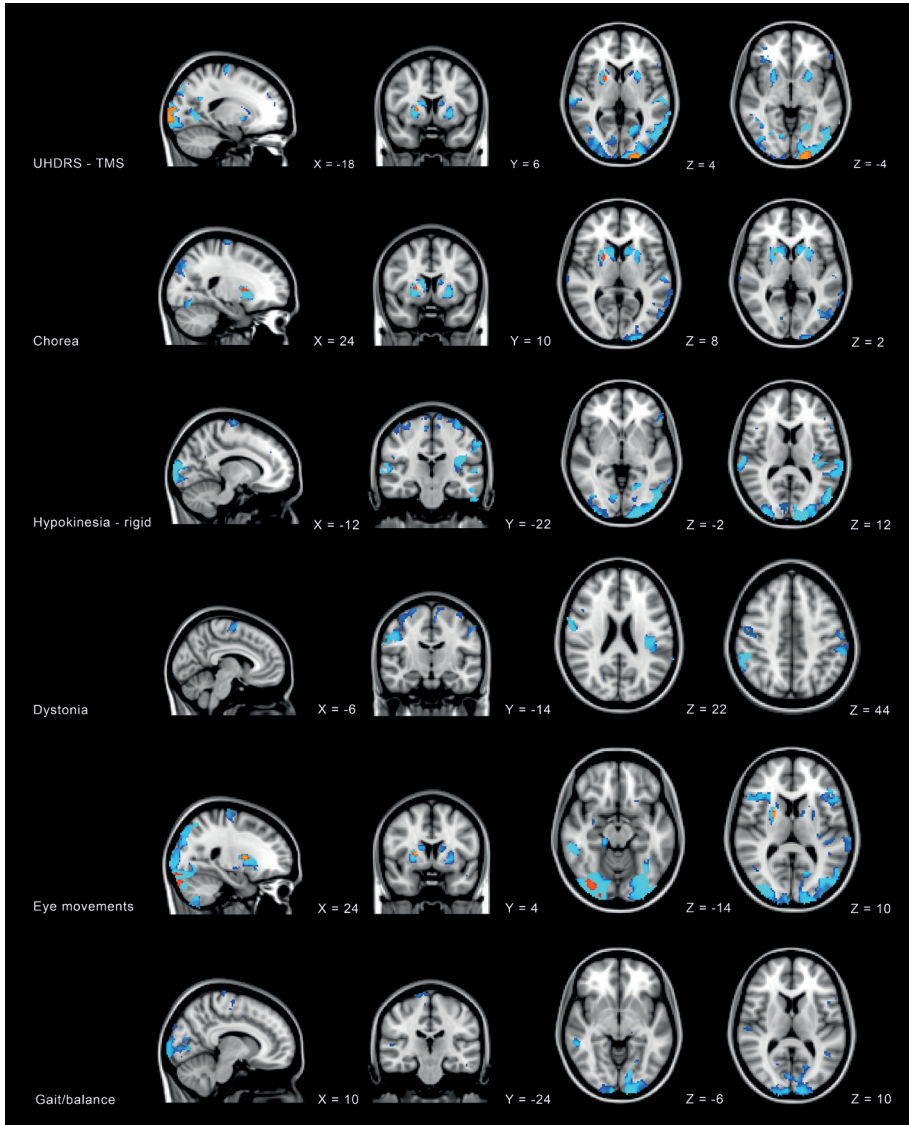 UHDRS - TMS X = -18 Y = 6 Z = 4 Z = -4
Chorea X = 24 Y = 10 Z = 8 Z = 2
Hypokinesia - rigid X = -12 Y = -22 Z = -2 Z = 12
Dystonia X = -6 Y = -14 Z = 22 Z = 44
Eye movements X = 24 Y = 4 Z = -14 Z = 10
Gait/balance X = 10 Y = -24 Z = -6 Z = 10